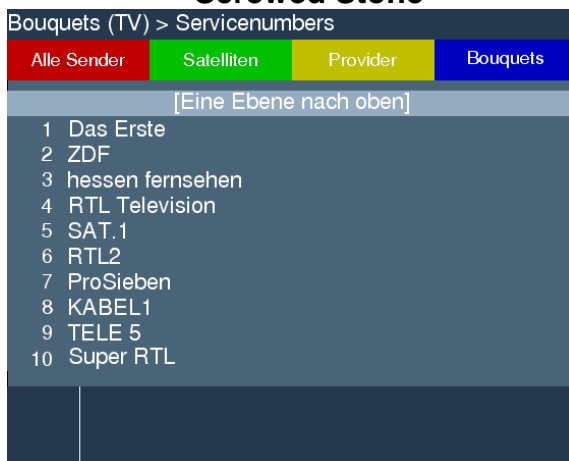 Bouquets (TV) > Servicenumbers
Alle Sender Satelliten Provider Bouquets
[Eine Ebene nach oben]
1 Das Erste
2 ZDF
3 hessen fernsehen
4 RTL Television
5 SAT.1
6 RTL2
7 ProSieben
8 KABEL1
9 TELE 5
10 Super RTL